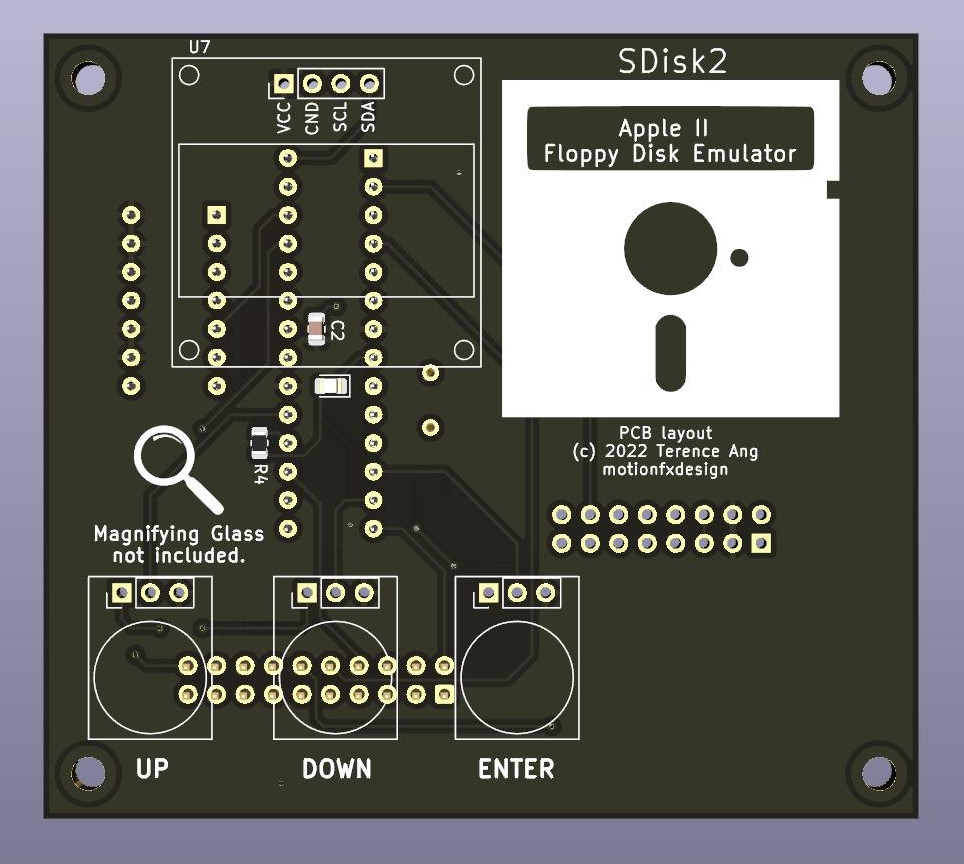 U7
SDisk2
VCC
GND
SCL
SDA
Apple II
Floppy Disk Emulator
C2
PCB layout
(c) 2022 Terence Ang
motionfxdesign
R4
Magnifying Glass
not included.
UP
DOWN
ENTER